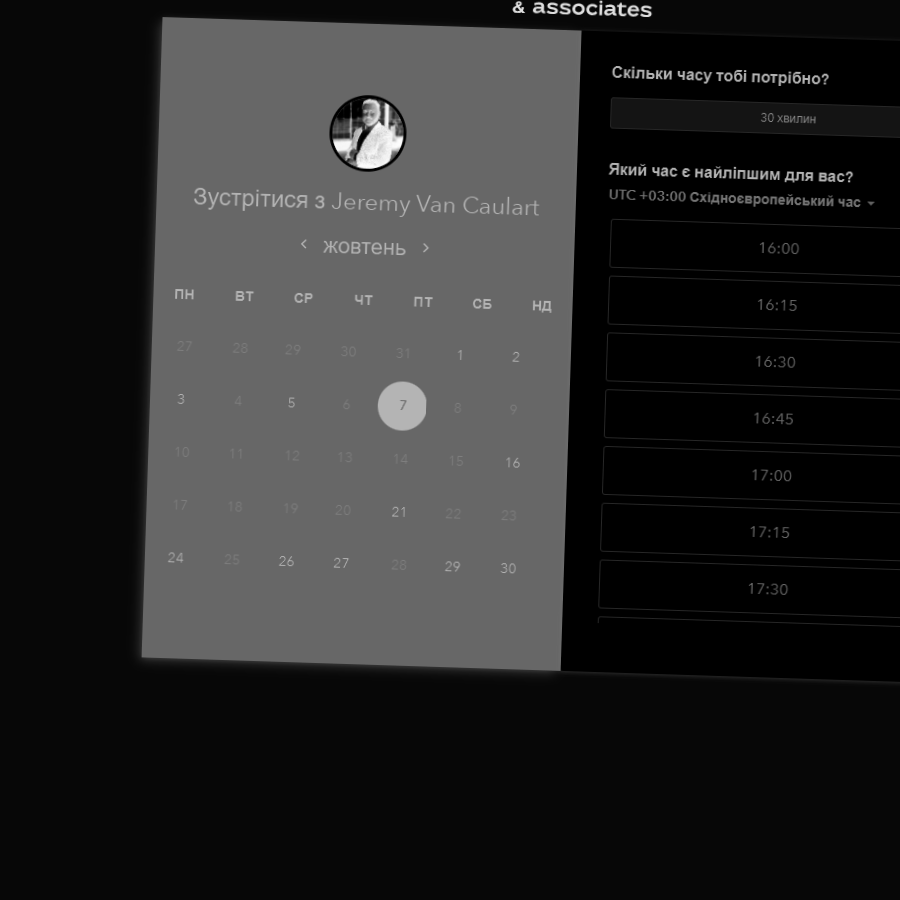 & associates
Зустрітися з Jeremy Van Caulart
жовтень
ПН ВТ СР ЧТ ПТ СБ НД
27 28 29 30 31 1 2
3 4 5 6 7 8 9
10 11 12 13 14 15 16
17 18 19 20 21 22 23
24 25 26 27 28 29 30
Скільки часу тобі потрібно?
30 хвилин
Який час є найліпшим для вас?
UTC +03:00 Східноєвропейський час
16:00
16:15
16:30
16:45
17:00
17:15
17:30